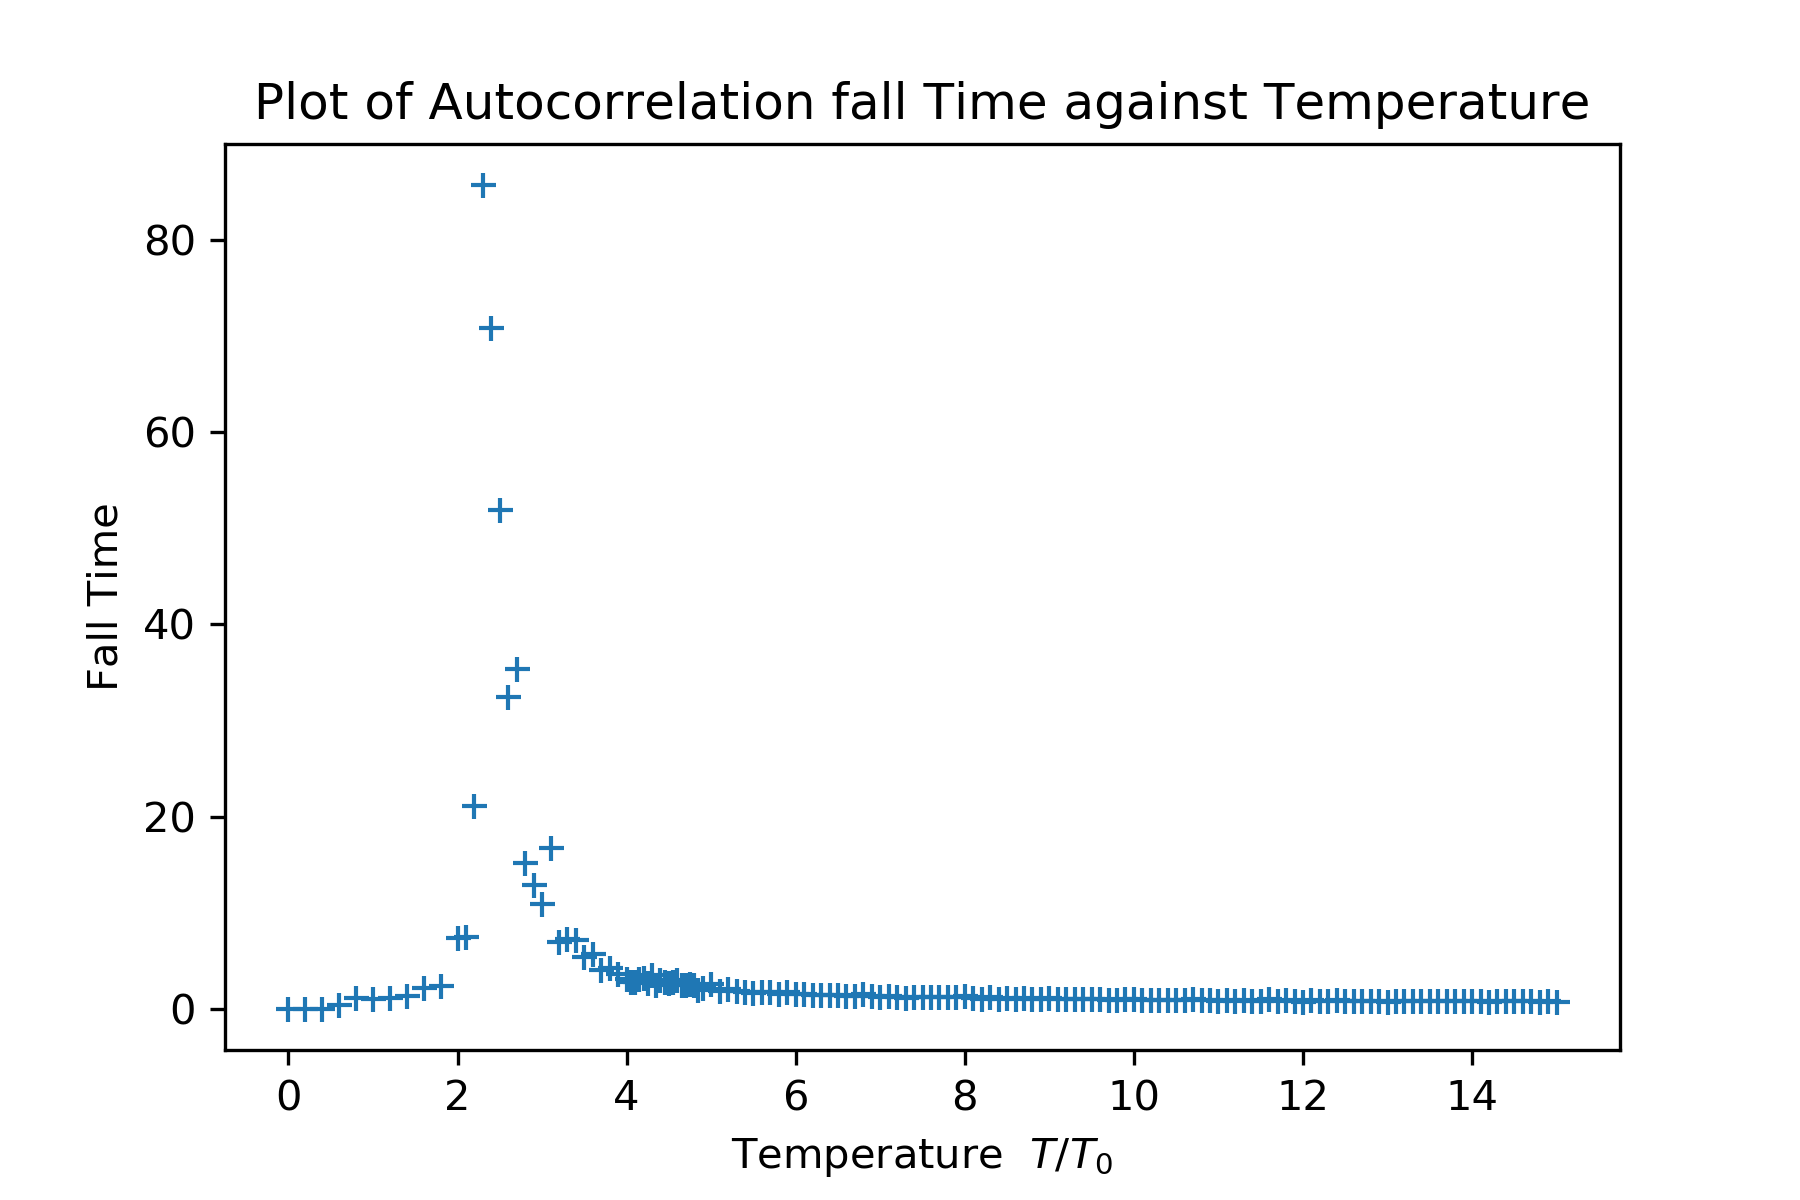 Plot of Autocorrelation fall Time against Temperature
80
60
40
20
0
Fall Time
0 2 4 6 8 10 12 14
Temperature T/T₀